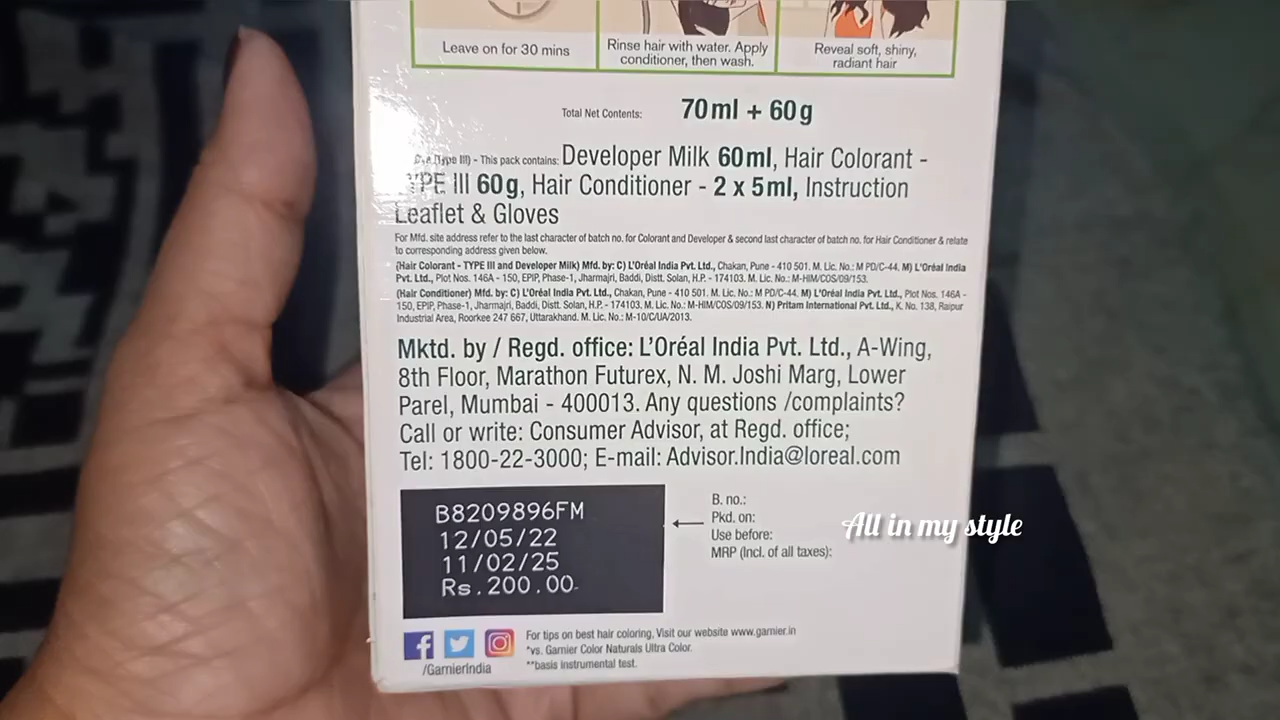 Leave on for 30 mins
Rinse hair with water. Apply
conditioner, then wash.
Reveal soft, shiny,
radiant hair
Total Net Contents: 70ml + 60g
(Type III) - This pack contains: Developer Milk 60ml, Hair Colorant -
TYPE III 60g, Hair Conditioner - 2 x 5ml, Instruction
Leaflet & Gloves
For Mfd. site address refer to the last character of batch no. for Colorant and Developer & second last character of batch no. for Hair Conditioner & relate
to corresponding address given below.
(Hair Colorant - TYPE III and Developer Milk) Mfd. by: C) L'Oréal India Pvt. Ltd., Chakan, Pune - 410 501. M. Lic. No.: M PD/C-44, M) L'Oréal India
Pvt. Ltd., Plot Nos. 146A - 150, EPIP, Phase-1, Jharmajri, Baddi, Distt. Solan, H.P. - 174103. M. Lic. No.: M-HIM/COS/09/153.
(Hair Conditioner) Mfd. by: C) L'Oréal India Pvt. Ltd., Chakan, Pune - 410 501. M. Lic. No.: M PD/C-44. M) L'Oréal India Pvt. Ltd., Plot Nos. 146A -
150, EPIP, Phase-1, Jharmajri, Baddi, Distt. Solan, H.P. - 174103. M. Lic. No.: M-HIM/COS/09/153. N) Pritam International Pvt. Ltd., K. No. 138, Raipur
Industrial Area, Roorkee 247 667, Uttarakhand. M. Lic. No.: M-10/C/UA/2013.
Mktd. by / Regd. office: L'Oréal India Pvt. Ltd., A-Wing,
8th Floor, Marathon Futurex, N. M. Joshi Marg, Lower
Parel, Mumbai - 400013. Any questions /complaints?
Call or write: Consumer Advisor, at Regd. office;
Tel: 1800-22-3000; E-mail: Advisor.India@loreal.com
B8209896FM
12/05/22
11/02/25
Rs.200.00
B. no.:
Pkd. on:
Use before:
MRP (Incl. of all taxes):
All in my style
/GarnierIndia
For tips on best hair coloring, Visit our website www.garnier.in
*vs. Garnier Color Naturals Ultra Color.
**basis instrumental test.